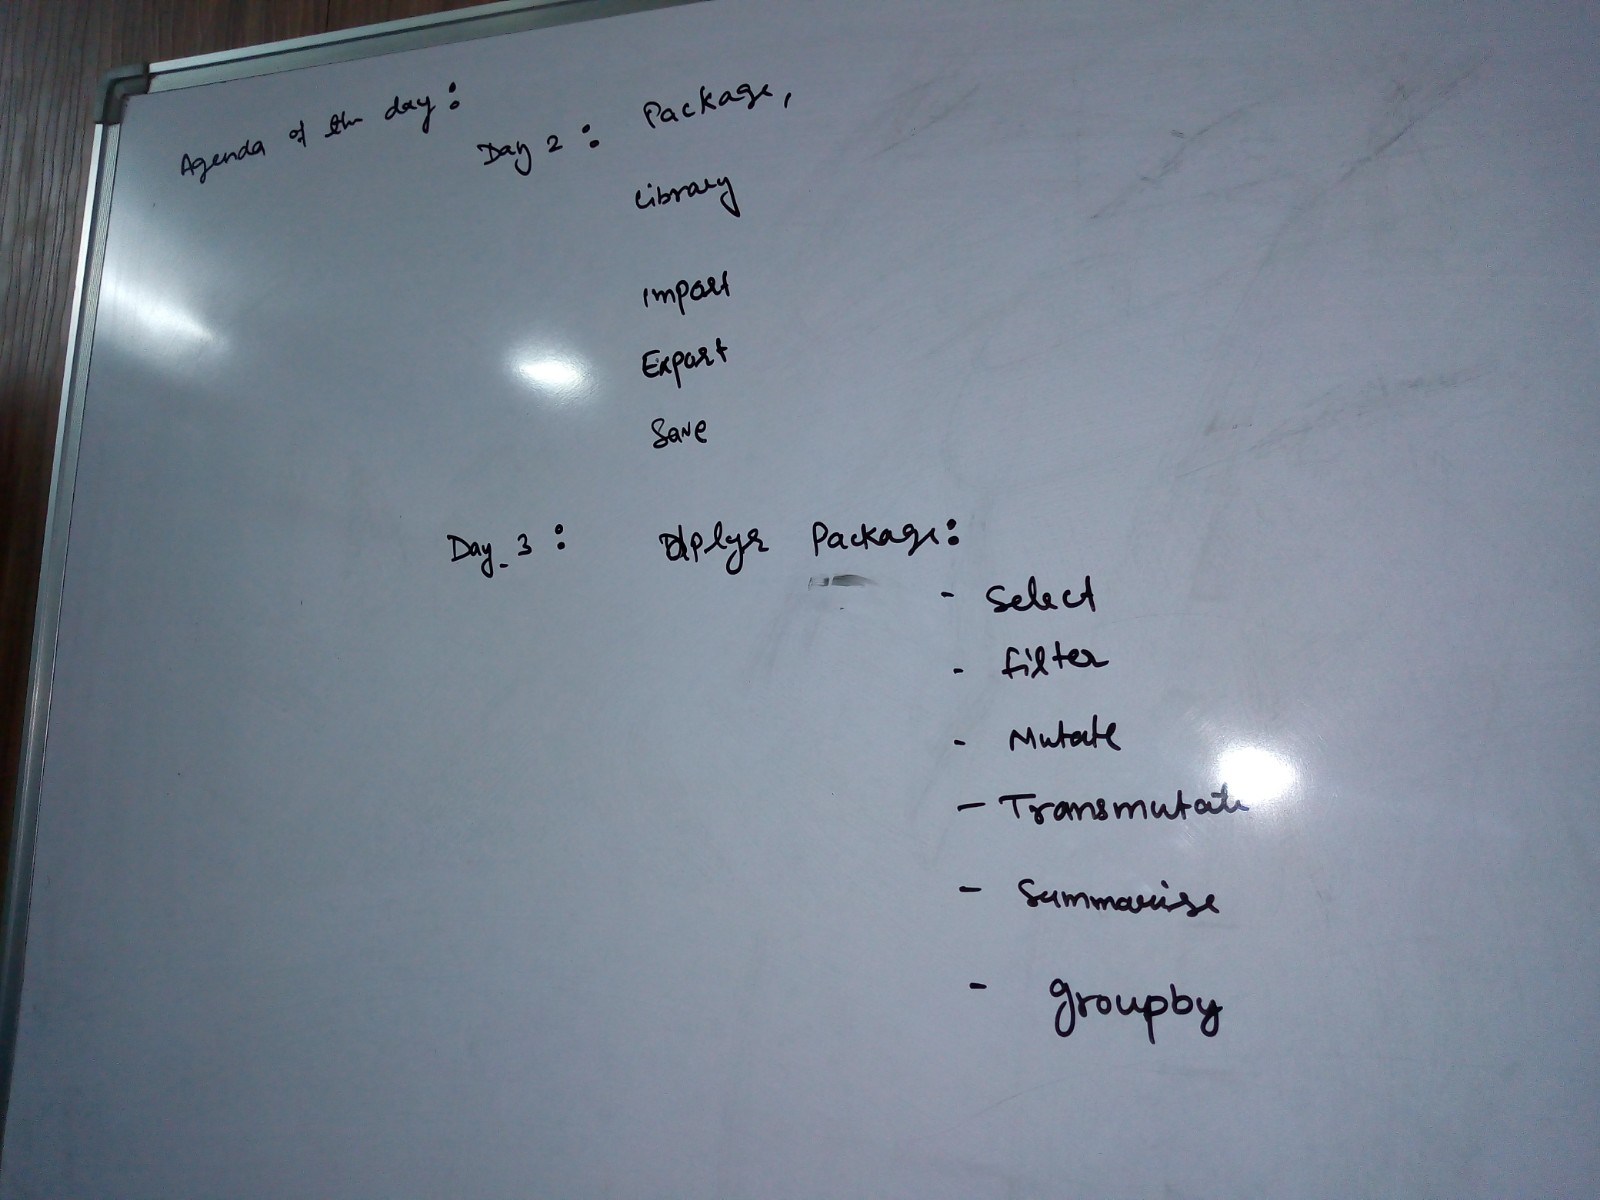 Agenda of the day:
Day 2: Package,
Library
Import
Export
Save
Day_3: dplyr Package:
- Select
- filter
- Mutate
- Transmutate
- Summarise
- groupby